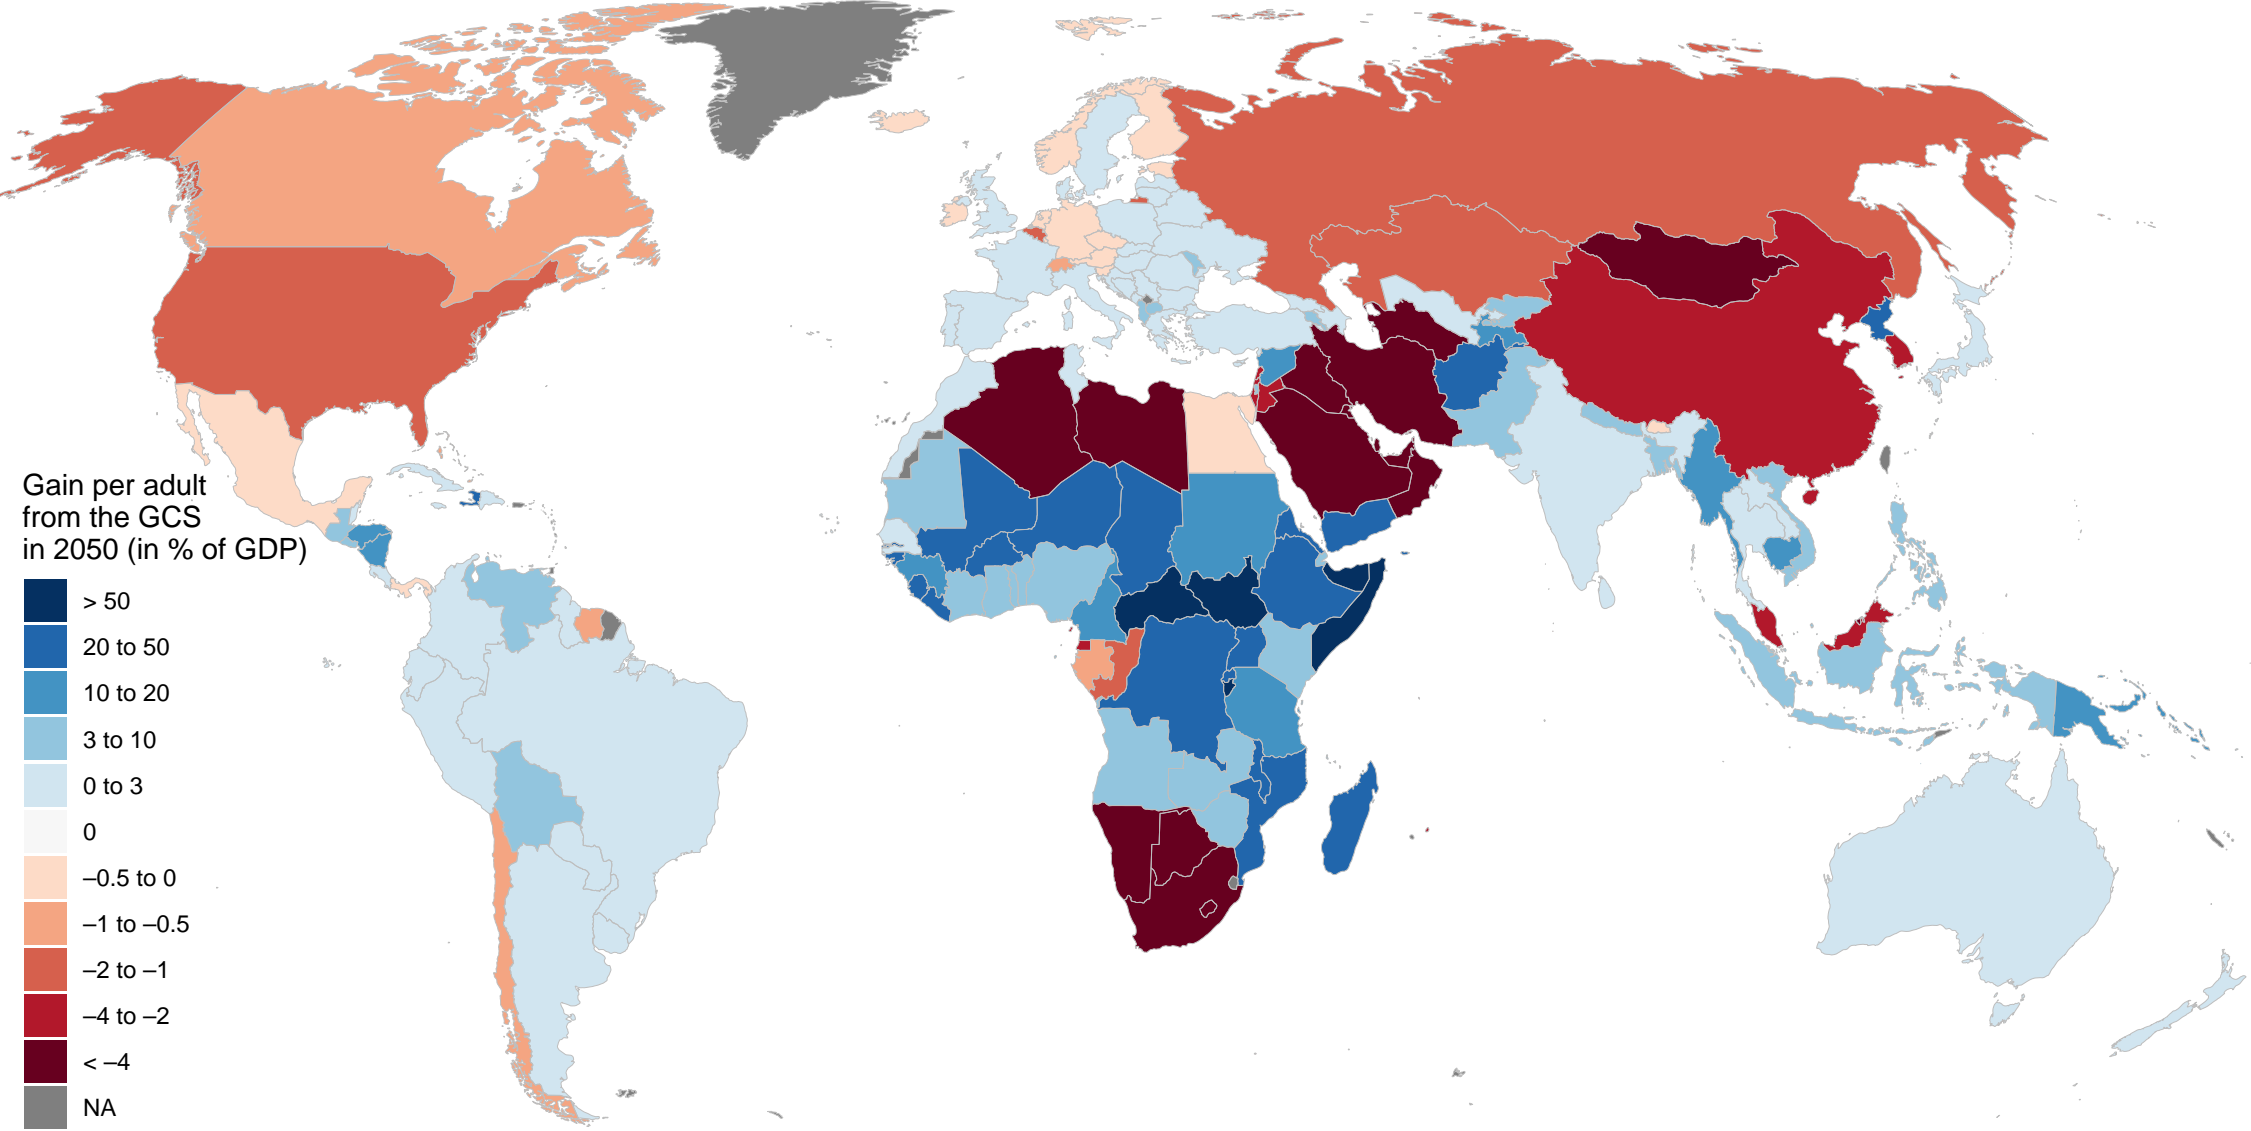 Gain per adult
from the GCS
in 2050 (in % of GDP)
> 50
20 to 50
10 to 20
3 to 10
0 to 3
0
–0.5 to 0
–1 to –0.5
–2 to –1
–4 to –2
< –4
NA